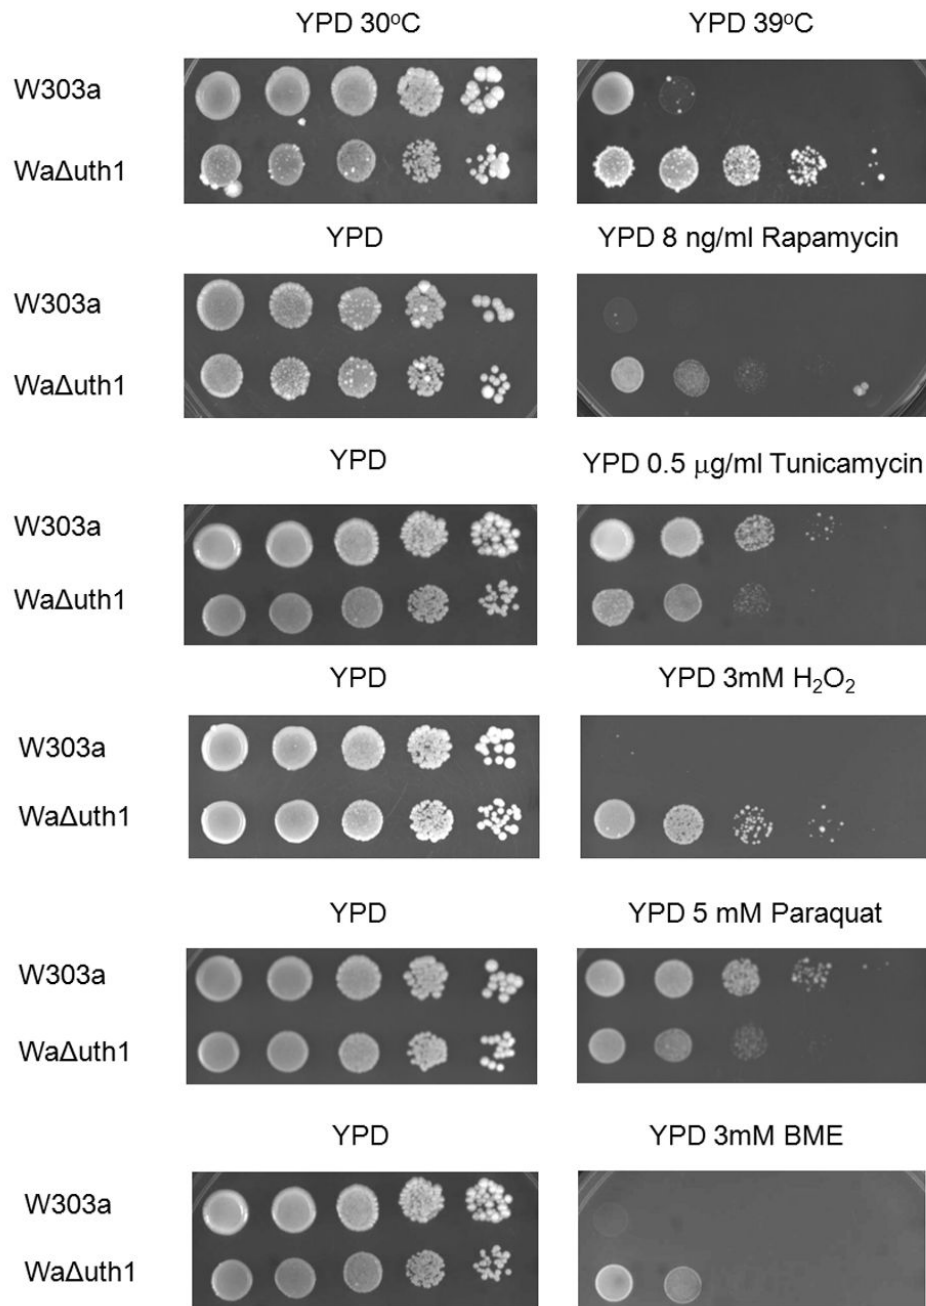 YPD 30°C YPD 39°C
W303a
WaΔuth1
YPD YPD 8 ng/ml Rapamycin
W303a
WaΔuth1
YPD YPD 0.5 μg/ml Tunicamycin
W303a
WaΔuth1
YPD YPD 3mM H₂O₂
W303a
WaΔuth1
YPD YPD 5 mM Paraquat
W303a
WaΔuth1
YPD YPD 3mM BME
W303a
WaΔuth1